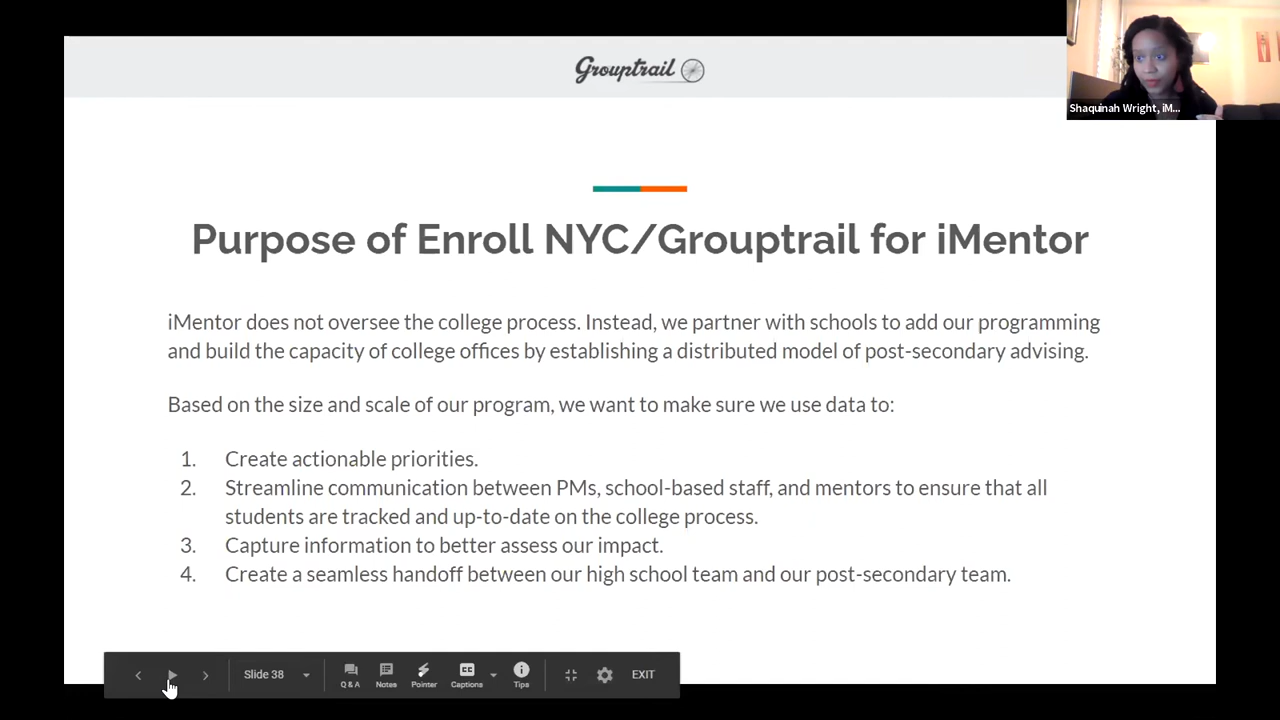 Grouptrail
Shaquinah Wright, iM...
Purpose of Enroll NYC/Grouptrail for iMentor
iMentor does not oversee the college process. Instead, we partner with schools to add our programming
and build the capacity of college offices by establishing a distributed model of post-secondary advising.
Based on the size and scale of our program, we want to make sure we use data to:
1. Create actionable priorities.
2. Streamline communication between PMs, school-based staff, and mentors to ensure that all
students are tracked and up-to-date on the college process.
3. Capture information to better assess our impact.
4. Create a seamless handoff between our high school team and our post-secondary team.
Slide 38
Q & A
Notes
Pointer
CC
Captions
Tips
EXIT